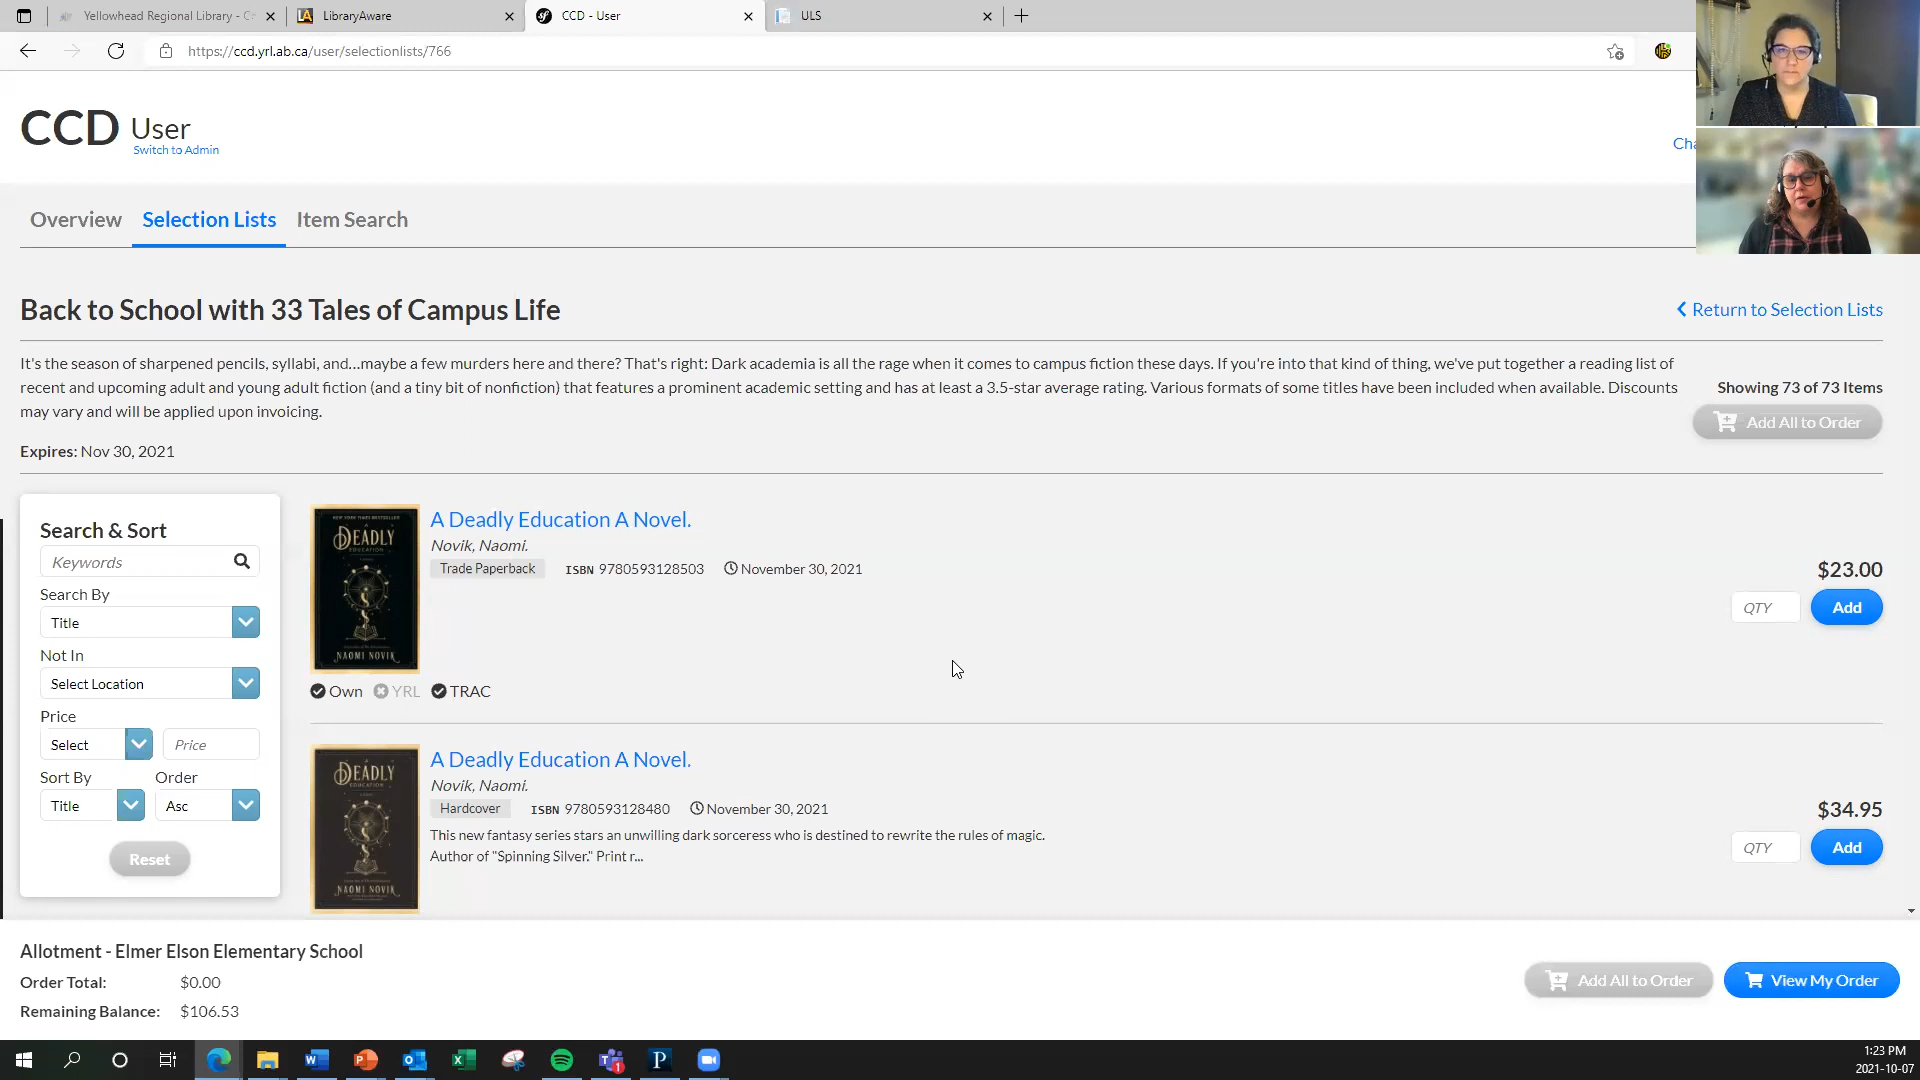 Yellowhead Regional Library - C
LibraryAware
CCD - User
ULS
https://ccd.yrl.ab.ca/user/selectionlists/766
CCD User
Switch to Admin
Cha
Overview
Selection Lists
Item Search
Back to School with 33 Tales of Campus Life
Return to Selection Lists
It's the season of sharpened pencils, syllabi, and...maybe a few murders here and there? That's right: Dark academia is all the rage when it comes to campus fiction these days. If you're into that kind of thing, we've put together a reading list of
recent and upcoming adult and young adult fiction (and a tiny bit of nonfiction) that features a prominent academic setting and has at least a 3.5-star average rating. Various formats of some titles have been included when available. Discounts
may vary and will be applied upon invoicing.
Showing 73 of 73 Items
Add All to Order
Expires: Nov 30, 2021
Search & Sort
Keywords
Search By
Title
Not In
Select Location
Price
Select
Price
Sort By
Order
Title
Asc
Reset
NEW YORK TIMES BESTSELLER
A
DEADLY
EDUCATION
NAOMI NOVIK
A Deadly Education A Novel.
Novik, Naomi.
Trade Paperback ISBN 9780593128503 November 30, 2021
$23.00
QTY
Add
Own YRL TRAC
A
DEADLY
EDUCATION
NAOMI NOVIK
A Deadly Education A Novel.
Novik, Naomi.
Hardcover ISBN 9780593128480 November 30, 2021
This new fantasy series stars an unwilling dark sorceress who is destined to rewrite the rules of magic.
Author of "Spinning Silver." Print r...
$34.95
QTY
Add
Allotment - Elmer Elson Elementary School
Order Total: $0.00
Remaining Balance: $106.53
Add All to Order
View My Order
1
1:23 PM
2021-10-07